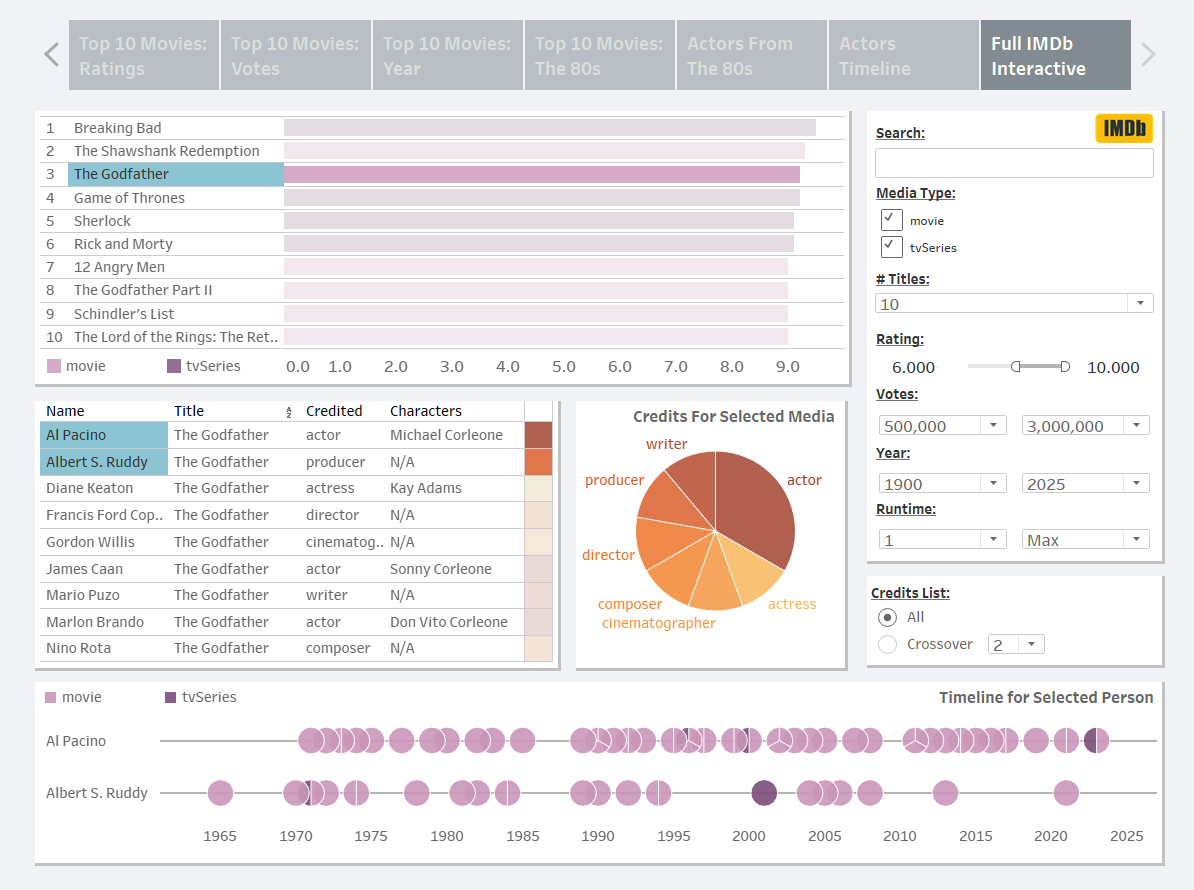 Top 10 Movies: Ratings
Top 10 Movies: Votes
Top 10 Movies: Year
Top 10 Movies: The 80s
Actors From The 80s
Actors Timeline
Full IMDb Interactive
1 Breaking Bad
2 The Shawshank Redemption
3 The Godfather
4 Game of Thrones
5 Sherlock
6 Rick and Morty
7 12 Angry Men
8 The Godfather Part II
9 Schindler's List
10 The Lord of the Rings: The Ret..
movie tvSeries 0.0 1.0 2.0 3.0 4.0 5.0 6.0 7.0 8.0 9.0
IMDb
Search:
Media Type:
movie
tvSeries
# Titles:
10
Rating:
6.000 10.000
Votes:
500,000 3,000,000
Year:
1900 2025
Runtime:
1 Max
Credits List:
All
Crossover 2
Name Title A Z Credited Characters
Al Pacino The Godfather actor Michael Corleone
Albert S. Ruddy The Godfather producer N/A
Diane Keaton The Godfather actress Kay Adams
Francis Ford Cop.. The Godfather director N/A
Gordon Willis The Godfather cinematog.. N/A
James Caan The Godfather actor Sonny Corleone
Mario Puzo The Godfather writer N/A
Marlon Brando The Godfather actor Don Vito Corleone
Nino Rota The Godfather composer N/A
Credits For Selected Media
writer
producer
actor
director
composer
actress
cinematographer
movie tvSeries Timeline for Selected Person
Al Pacino
Albert S. Ruddy
1965 1970 1975 1980 1985 1990 1995 2000 2005 2010 2015 2020 2025